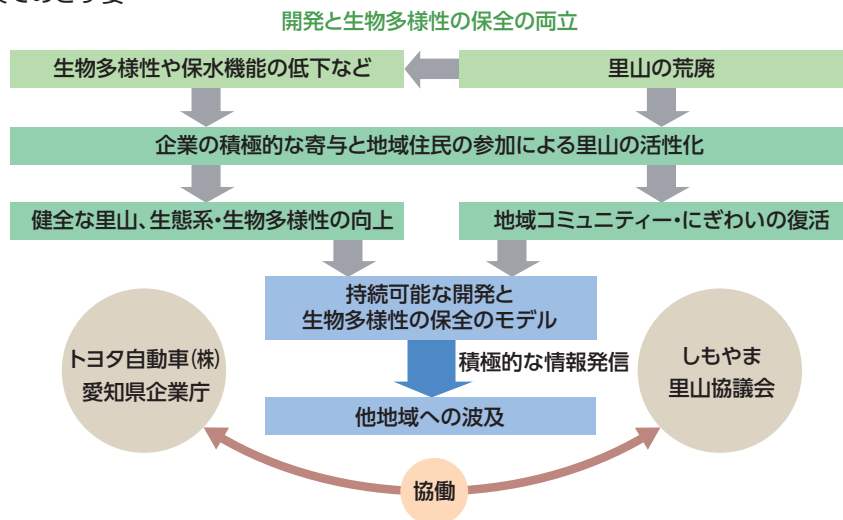 開発と生物多様性の保全の両立
生物多様性や保水機能の低下など
里山の荒廃
企業の積極的な寄与と地域住民の参加による里山の活性化
健全な里山、生態系・生物多様性の向上
地域コミュニティー・にぎわいの復活
持続可能な開発と
生物多様性の保全のモデル
トヨタ自動車(株)
愛知県企業庁
積極的な情報発信
しもやま
里山協議会
他地域への波及
協働